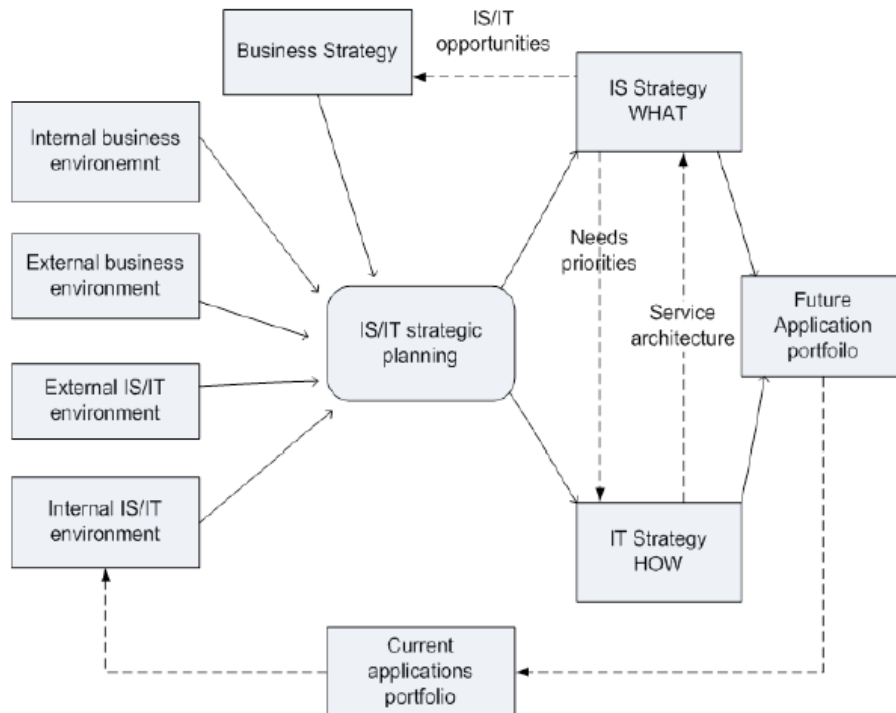 IS/IT
opportunities
Business Strategy
IS Strategy
WHAT
Internal business
environemnt
Needs
priorities
External business
environment
IS/IT strategic
planning
Service
architecture
Future
Application
portfoilo
External IS/IT
environment
Internal IS/IT
environment
IT Strategy
HOW
Current
applications
portfolio